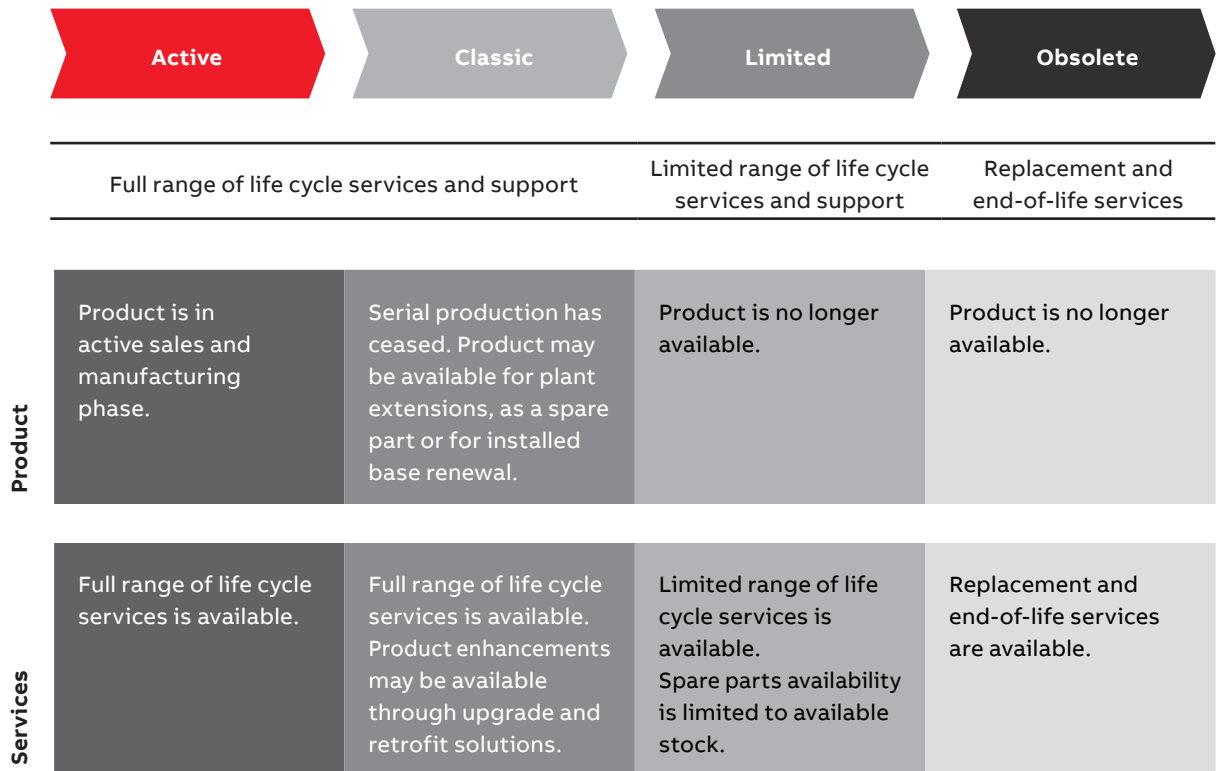 Active
Classic
Limited
Obsolete
Full range of life cycle services and support
Limited range of life cycle
services and support
Replacement and
end-of-life services
Product
Product is in
active sales and
manufacturing
phase.
Serial production has
ceased. Product may
be available for plant
extensions, as a spare
part or for installed
base renewal.
Product is no longer
available.
Product is no longer
available.
Services
Full range of life cycle
services is available.
Full range of life cycle
services is available.
Product enhancements
may be available
through upgrade and
retrofit solutions.
Limited range of life
cycle services is
available.
Spare parts availability
is limited to available
stock.
Replacement and
end-of-life services
are available.